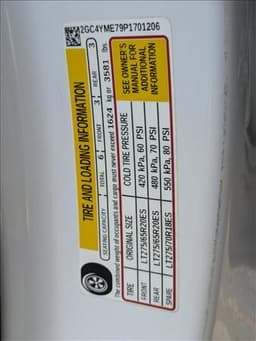 2GC4YME79P1701206
TIRE AND LOADING INFORMATION
SEATING CAPACITY TOTAL 6 FRONT 3 REAR 3
The combined weight of occupants and cargo must never exceed 1624 kg or 3581 lbs.
TIRE ORIGINAL SIZE COLD TIRE PRESSURE
FRONT LT275/65R20ES 420 kPa, 60 PSI
REAR LT275/65R20ES 480 kPa, 70 PSI
SPARE LT275/70R18ES 550 kPa, 80 PSI
SEE OWNER'S
MANUAL FOR
ADDITIONAL
INFORMATION